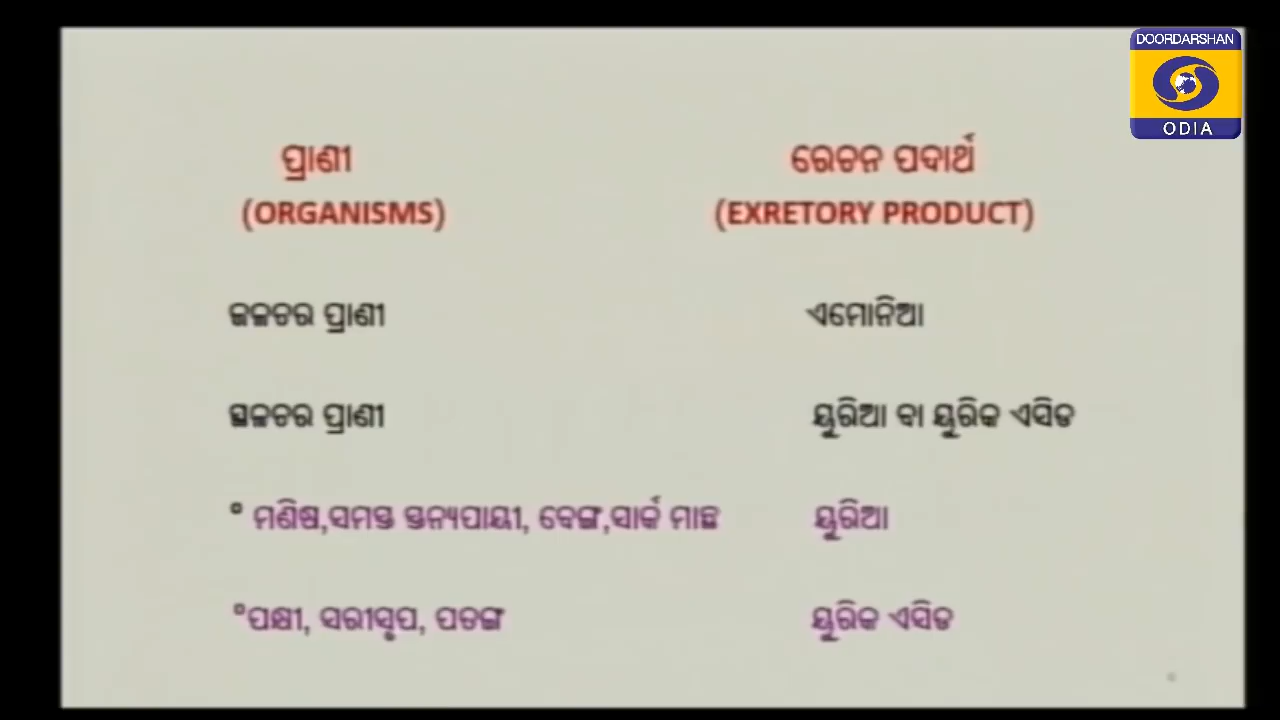 DOORDARSHAN
ODIA
ପ୍ରାଣୀ ରେଚନ ପଦାର୍ଥ
(ORGANISMS) (EXRETORY PRODUCT)
ଜଳଚର ପ୍ରାଣୀ ଏମୋନିଆ
ସ୍ଥଳଚର ପ୍ରାଣୀ ୟୁରିଆ ବା ୟୁରିକ ଏସିଡ
° ମଣିଷ,ସମସ୍ତ ସ୍ତନ୍ୟପାୟୀ, ବେଙ୍ଗ,ସାର୍କ ମାଛ ୟୁରିଆ
°ପକ୍ଷୀ, ସରୀସୃପ, ପତଙ୍ଗ ୟୁରିକ ଏସିଡ